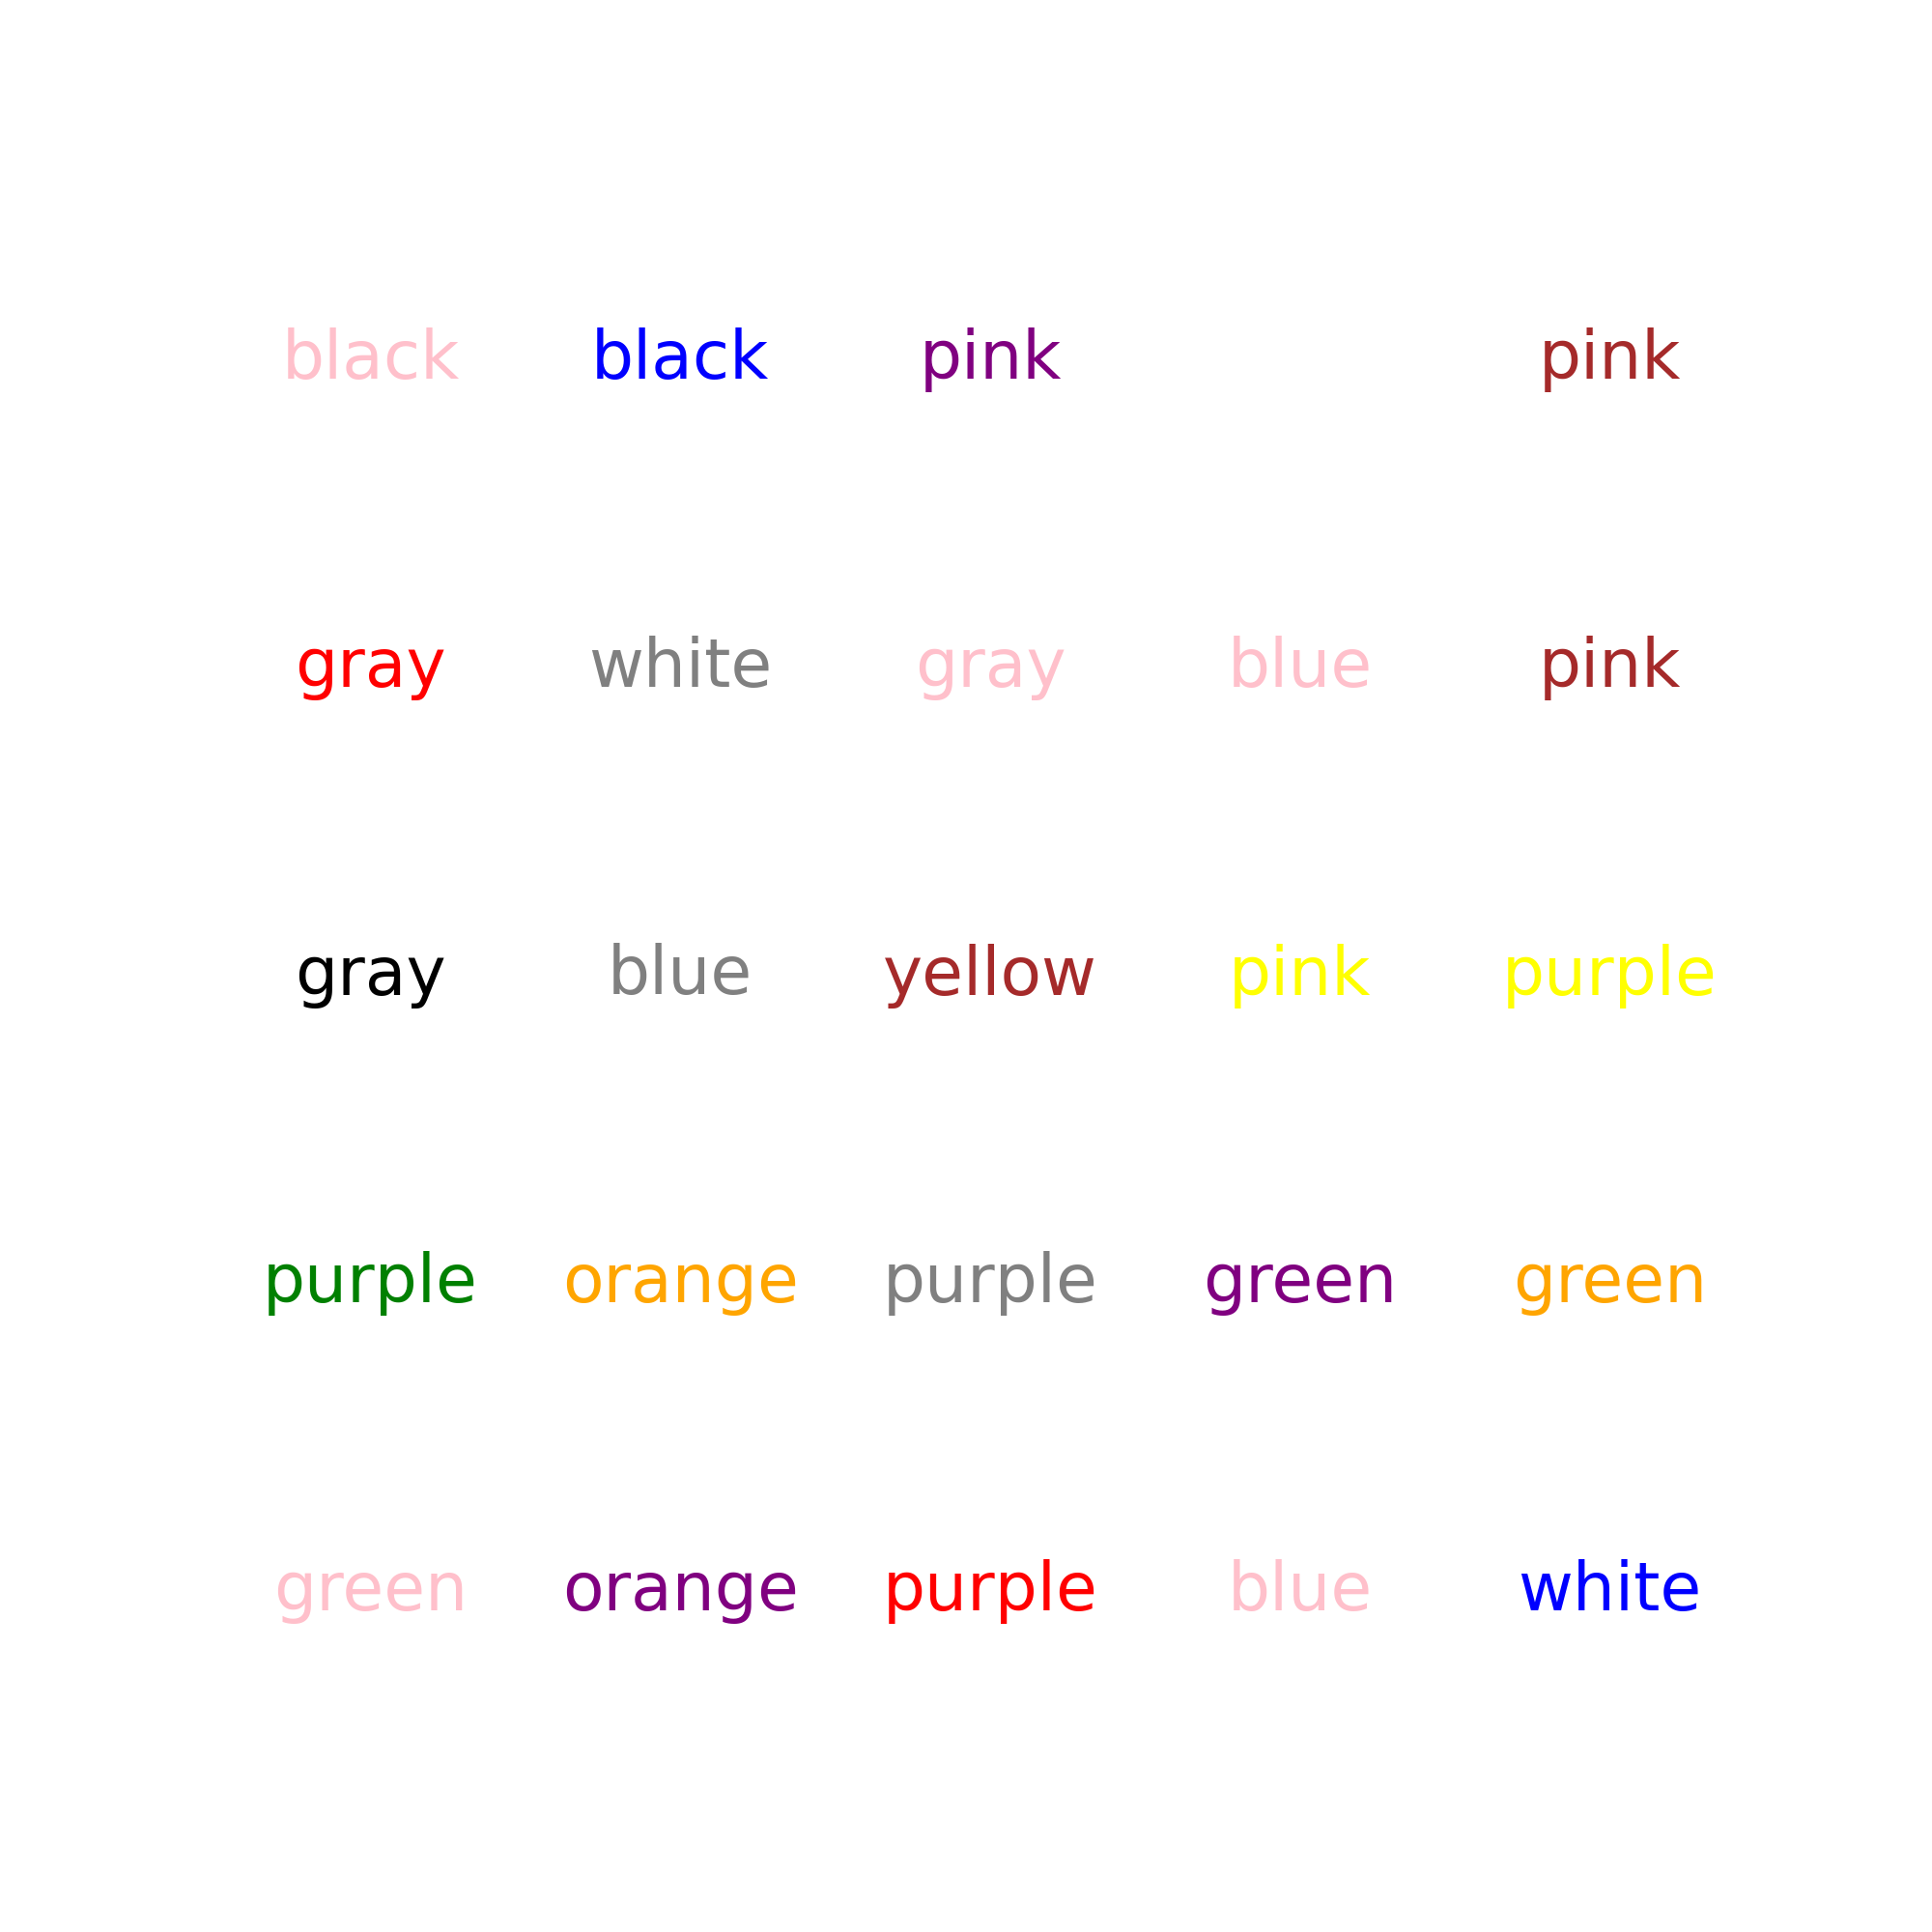 black black pink pink
gray white gray blue pink
gray blue yellow pink purple
purple orange purple green green
green orange purple blue white